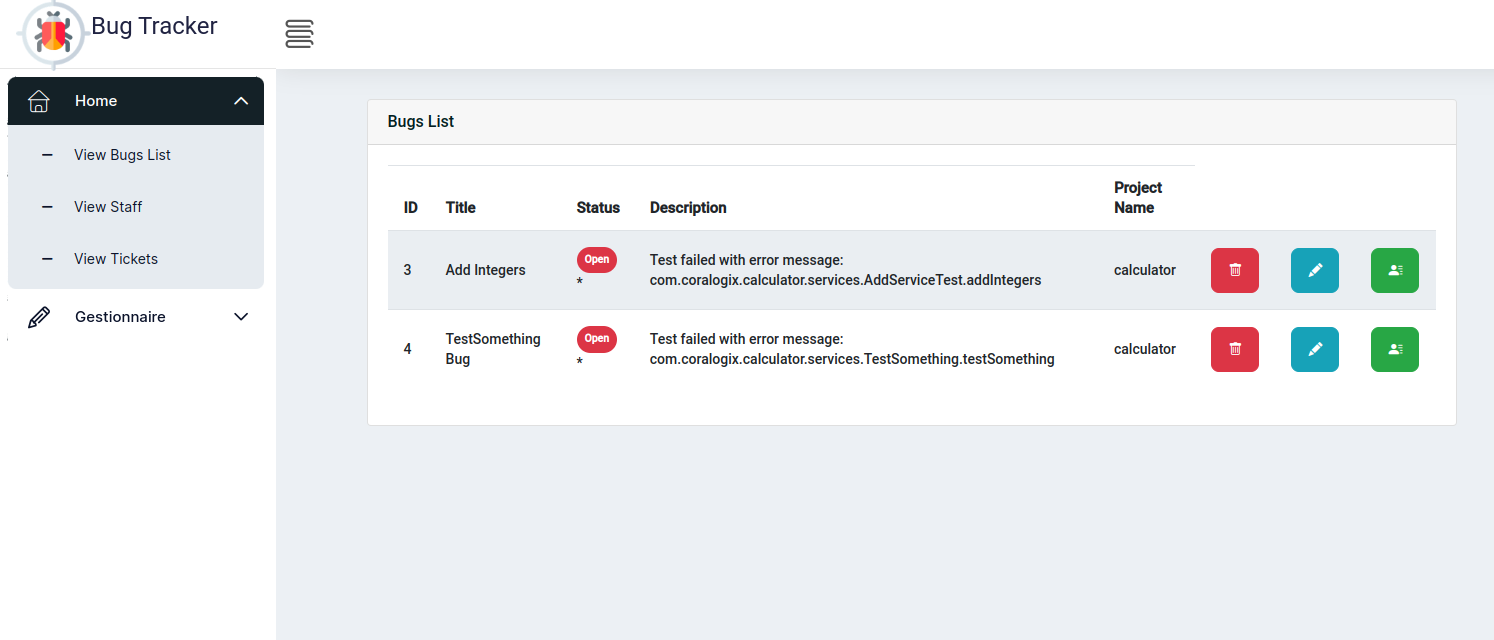 Bug Tracker
Home
View Bugs List
View Staff
View Tickets
Gestionnaire
Bugs List
ID Title Status Description Project Name
3 Add Integers Open * Test failed with error message: calculator
com.coralogix.calculator.services.AddServiceTest.addIntegers
4 TestSomething Bug Open * Test failed with error message: calculator
com.coralogix.calculator.services.TestSomething.testSomething